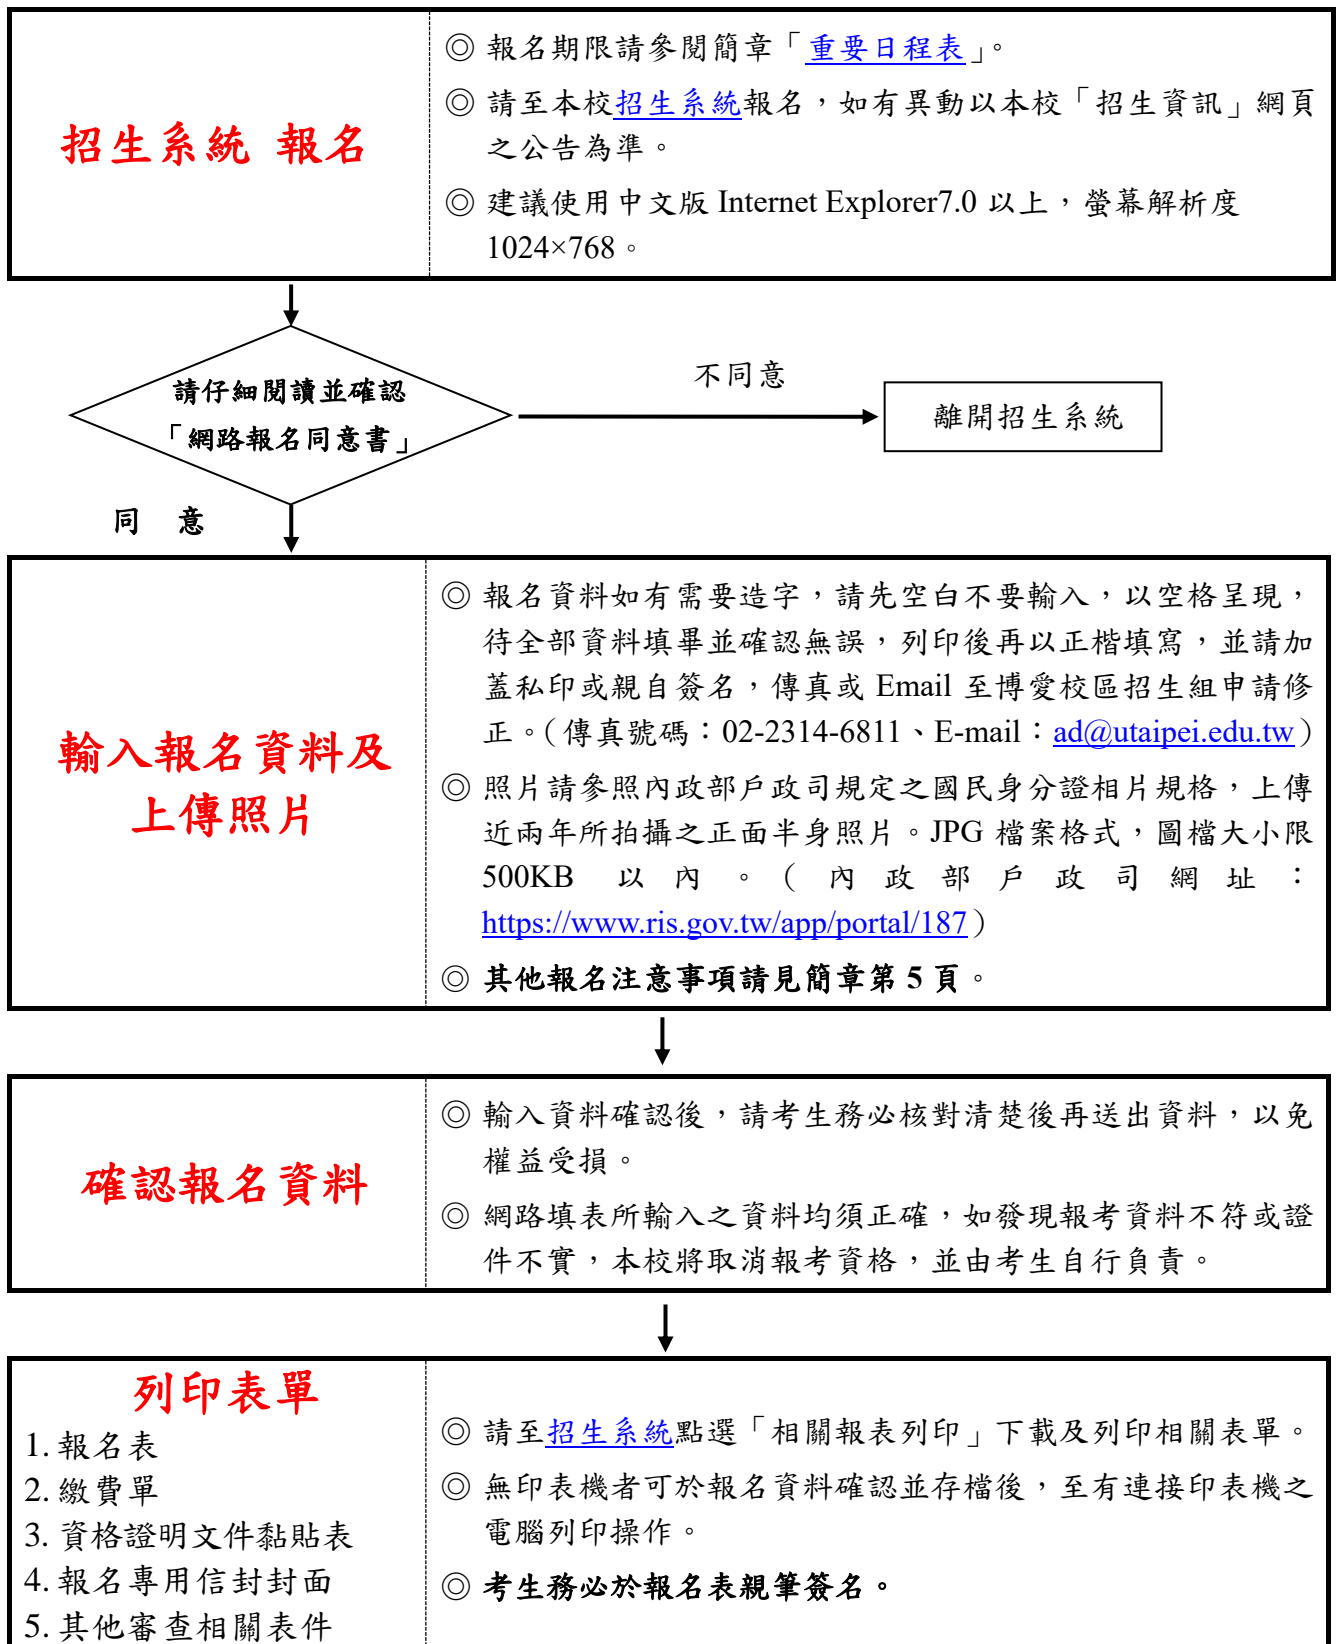 招生系統 報名
◎ 報名期限請參閱簡章「重要日程表」。
◎ 請至本校招生系統報名，如有異動以本校「招生資訊」網頁
之公告為準。
◎ 建議使用中文版 Internet Explorer7.0 以上，螢幕解析度
1024×768。
請仔細閱讀並確認
「網路報名同意書」
不同意
離開招生系統
同 意
輸入報名資料及
上傳照片
◎ 報名資料如有需要造字，請先空白不要輸入，以空格呈現，
待全部資料填畢並確認無誤，列印後再以正楷填寫，並請加
蓋私印或親自簽名，傳真或 Email 至博愛校區招生組申請修
正。（傳真號碼：02-2314-6811、E-mail：ad@utaipei.edu.tw）
◎ 照片請參照內政部戶政司規定之國民身分證相片規格，上傳
近兩年所拍攝之正面半身照片。JPG 檔案格式，圖檔大小限
500KB 以內。（內政部戶政司網址：
https://www.ris.gov.tw/app/portal/187）
◎ 其他報名注意事項請見簡章第 5 頁。
確認報名資料
◎ 輸入資料確認後，請考生務必核對清楚後再送出資料，以免
權益受損。
◎ 網路填表所輸入之資料均須正確，如發現報考資料不符或證
件不實，本校將取消報考資格，並由考生自行負責。
列印表單
1. 報名表
2. 繳費單
3. 資格證明文件黏貼表
4. 報名專用信封封面
5. 其他審查相關表件
◎ 請至招生系統點選「相關報表列印」下載及列印相關表單。
◎ 無印表機者可於報名資料確認並存檔後，至有連接印表機之
電腦列印操作。
◎ 考生務必於報名表親筆簽名。